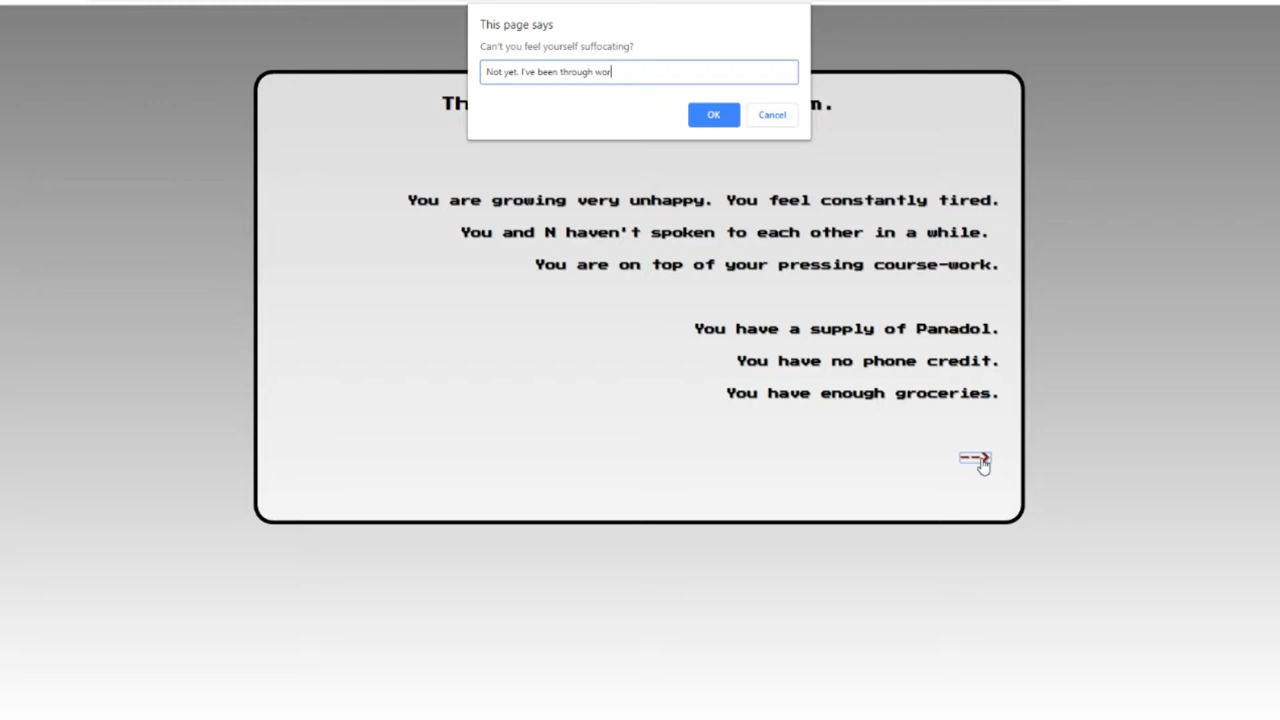 This page says
Can't you feel yourself suffocating?
Not yet. I've been through wor
OK Cancel
You are growing very unhappy. You feel constantly tired.
You and N haven't spoken to each other in a while.
You are on top of your pressing course-work.
You have a supply of Panadol.
You have no phone credit.
You have enough groceries.
-->